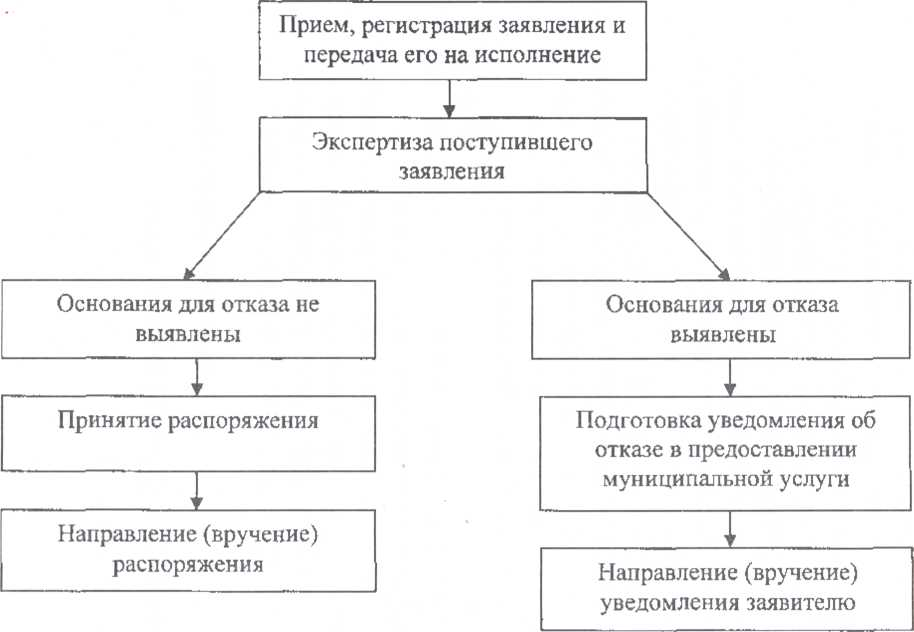 Прием, регистрация заявления и
передача его на исполнение
Экспертиза поступившего
заявления
Основания для отказа не
выявлены
Основания для отказа
выявлены
Принятие распоряжения
Подготовка уведомления об
отказе в предоставлении
муниципальной услуги
Направление (вручение)
распоряжения
Направление (вручение)
уведомления заявителю